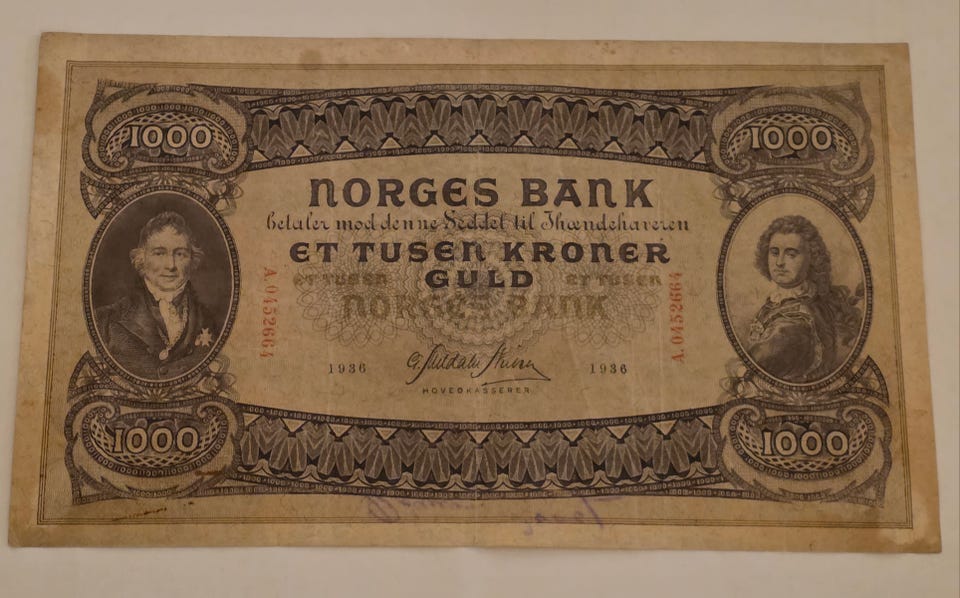 1000 1000
NORGES BANK
betaler mod denne Seddel til Ihændehaveren
ET TUSEN KRONER
GULD
ET TUSEN ET TUSEN
NORGES BANK
A.0452664
A.0452664
1936 1936
HOVEDKASSERER
1000 1000